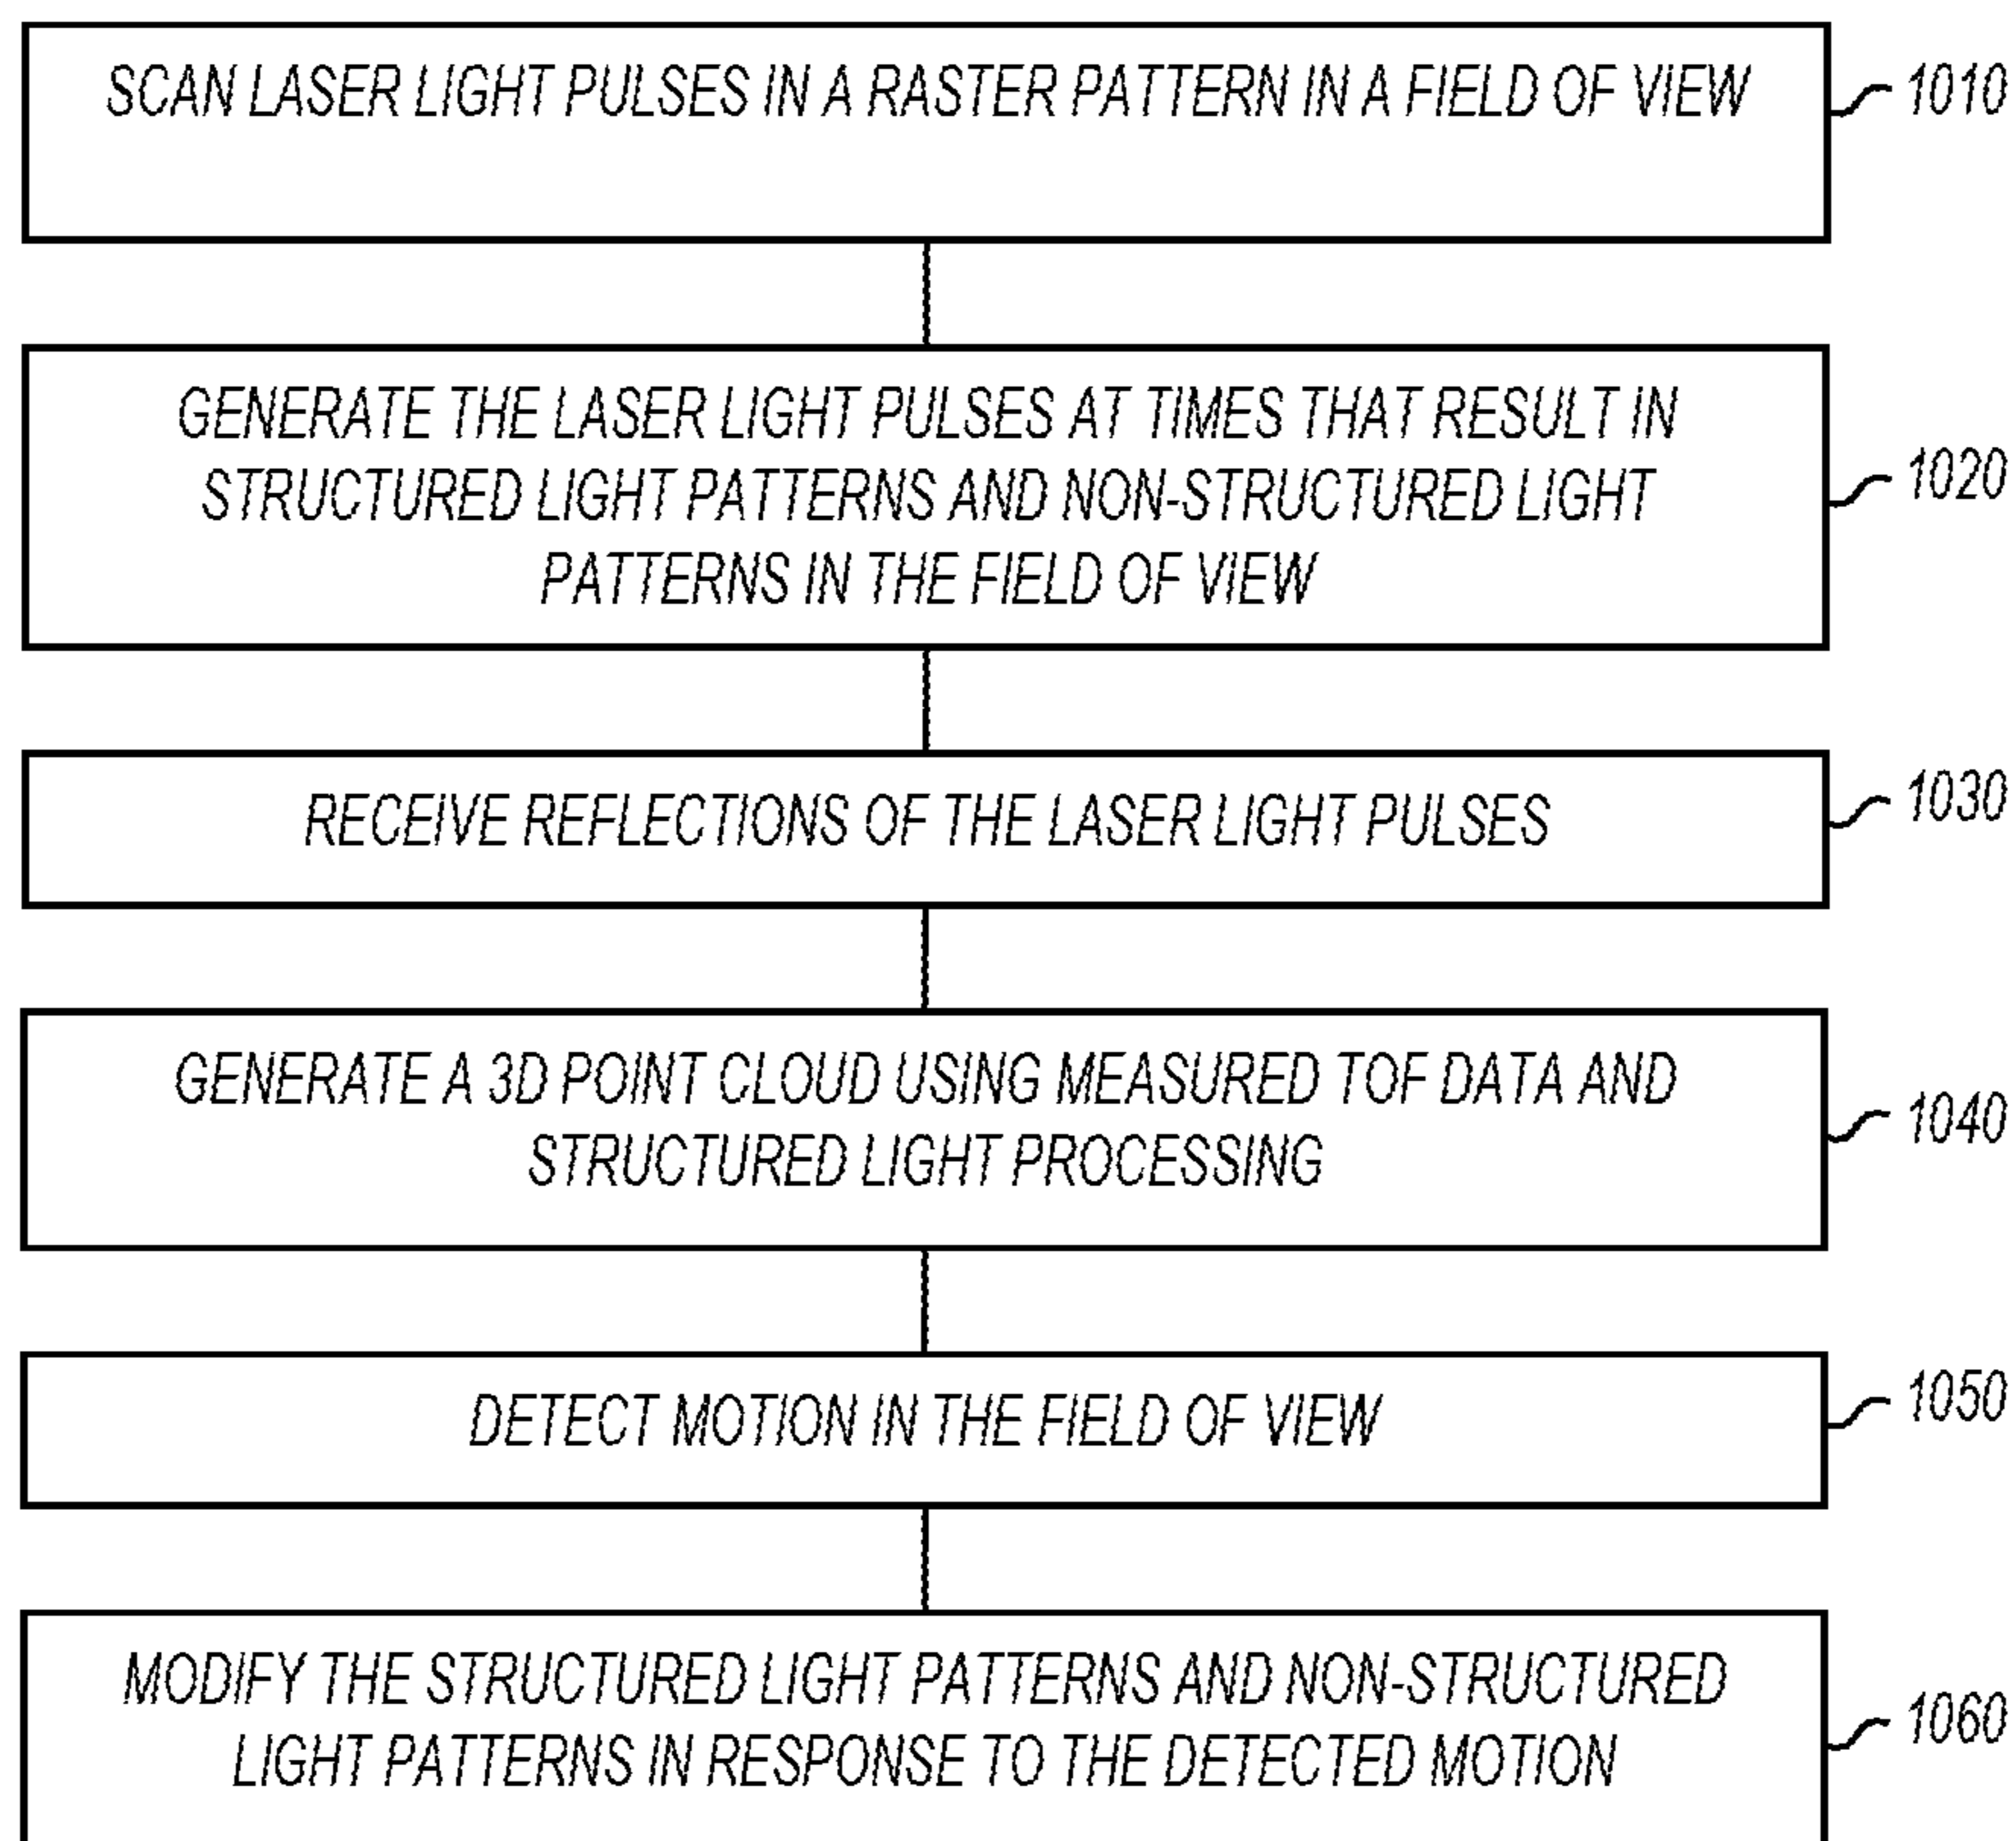 SCAN LASER LIGHT PULSES IN A RASTER PATTERN IN A FIELD OF VIEW
1010
GENERATE THE LASER LIGHT PULSES AT TIMES THAT RESULT IN
STRUCTURED LIGHT PATTERNS AND NON-STRUCTURED LIGHT
PATTERNS IN THE FIELD OF VIEW
1020
RECEIVE REFLECTIONS OF THE LASER LIGHT PULSES
1030
GENERATE A 3D POINT CLOUD USING MEASURED TOF DATA AND
STRUCTURED LIGHT PROCESSING
1040
DETECT MOTION IN THE FIELD OF VIEW
1050
MODIFY THE STRUCTURED LIGHT PATTERNS AND NON-STRUCTURED
LIGHT PATTERNS IN RESPONSE TO THE DETECTED MOTION
1060